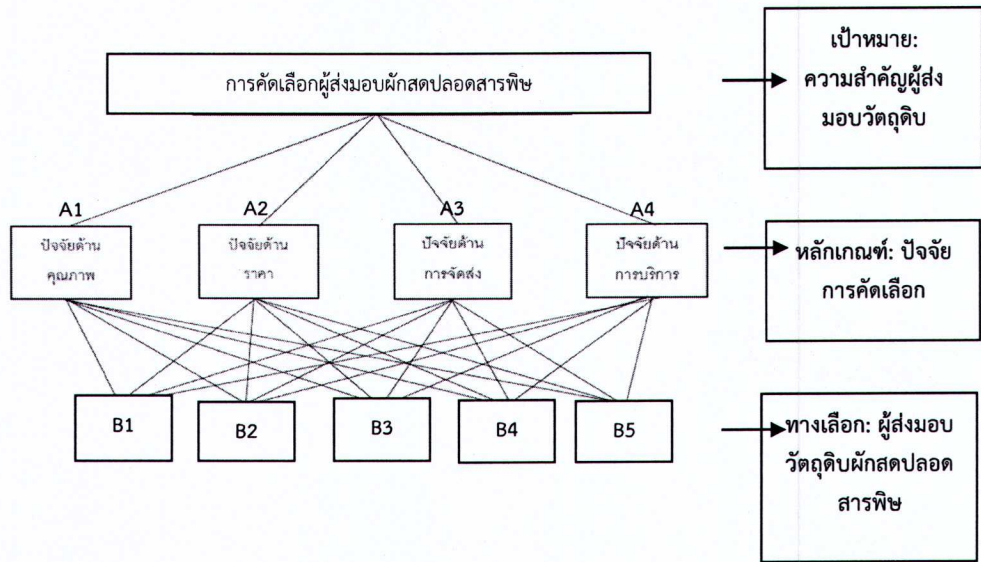 การคัดเลือกผู้ส่งมอบผักสดปลอดสารพิษ
เป้าหมาย:
ความสำคัญผู้ส่ง
มอบวัตถุดิบ
A1
A2
A3
A4
ปัจจัยด้าน
คุณภาพ
ปัจจัยด้าน
ราคา
ปัจจัยด้าน
การจัดส่ง
ปัจจัยด้าน
การบริการ
หลักเกณฑ์: ปัจจัย
การคัดเลือก
B1
B2
B3
B4
B5
ทางเลือก: ผู้ส่งมอบ
วัตถุดิบผักสดปลอด
สารพิษ